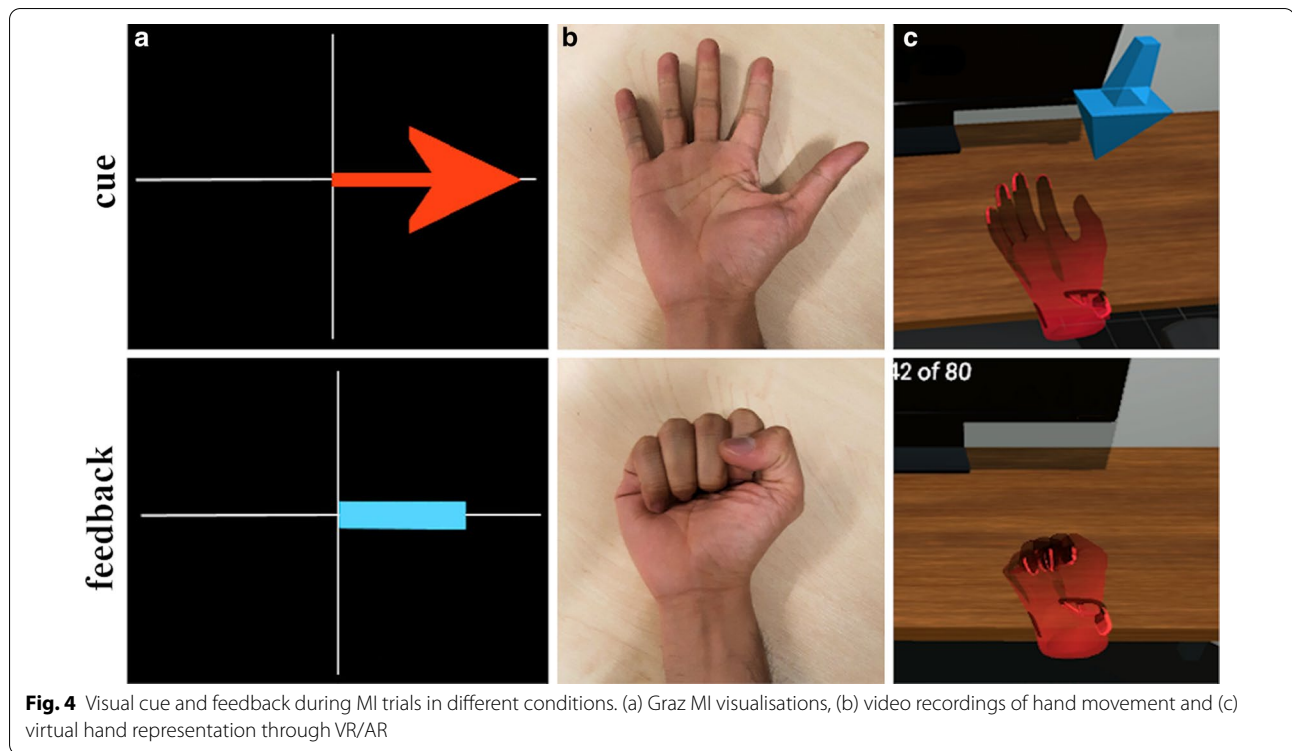 a
b
c
cue
42 of 80
feedback
Fig. 4 Visual cue and feedback during MI trials in different conditions. (a) Graz MI visualisations, (b) video recordings of hand movement and (c)
virtual hand representation through VR/AR